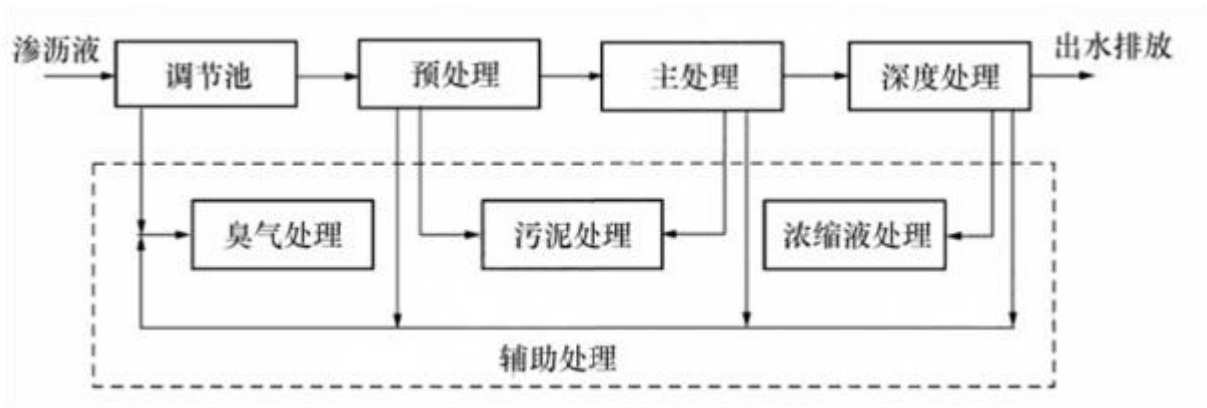 渗沥液
调节池
预处理
主处理
深度处理
出水排放
臭气处理
污泥处理
浓缩液处理
辅助处理